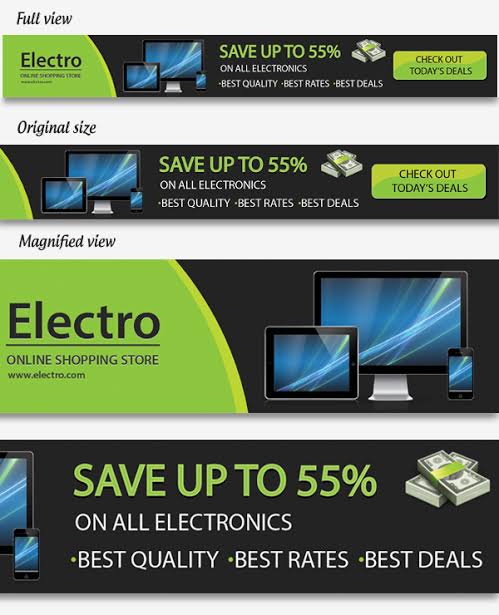 Full view
Electro
ONLINE SHOPPING STORE
www.electro.com
SAVE UP TO 55%
ON ALL ELECTRONICS
•BEST QUALITY •BEST RATES •BEST DEALS
CHECK OUT
TODAY'S DEALS
Original size
SAVE UP TO 55%
ON ALL ELECTRONICS
•BEST QUALITY •BEST RATES •BEST DEALS
CHECK OUT
TODAY'S DEALS
Magnified view
Electro
ONLINE SHOPPING STORE
www.electro.com
SAVE UP TO 55%
ON ALL ELECTRONICS
•BEST QUALITY •BEST RATES •BEST DEALS